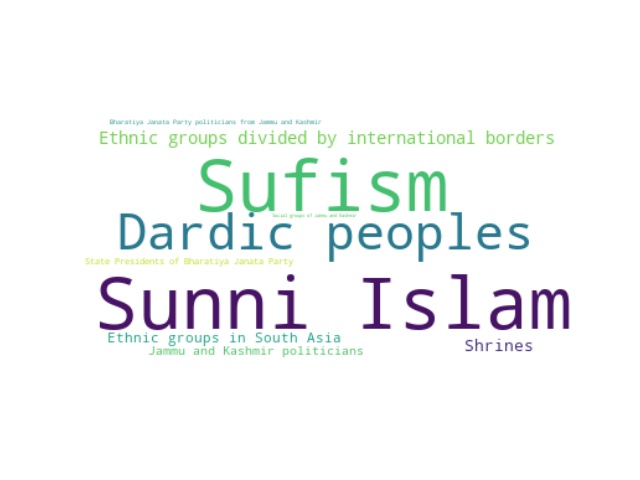 Bharatiya Janata Party politicians from Jammu and Kashmir
Ethnic groups divided by international borders
Sufism
Social groups of Jammu and Kashmir
Dardic peoples
State Presidents of Bharatiya Janata Party
Sunni Islam
Ethnic groups in South Asia
Shrines
Jammu and Kashmir politicians